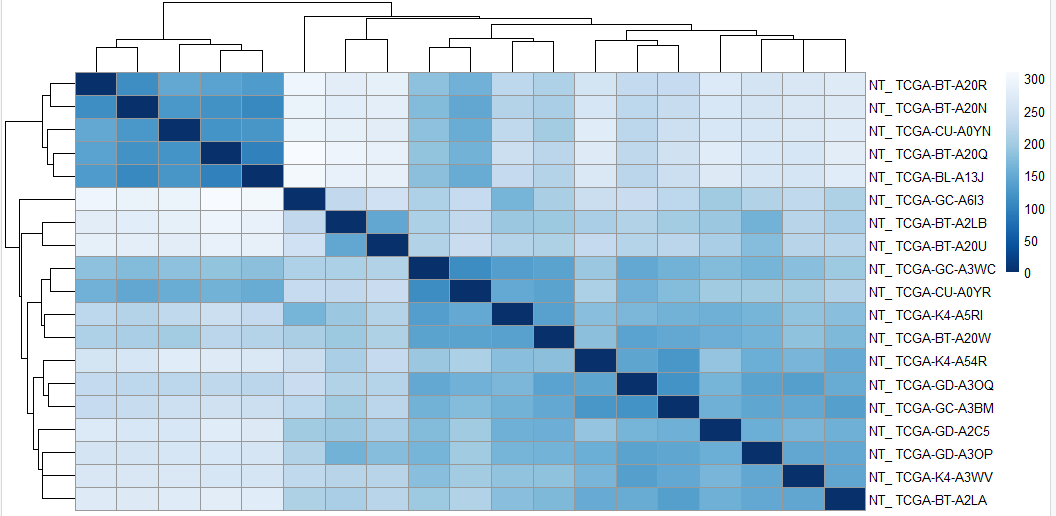 NT_ TCGA-BT-A20R
NT_ TCGA-BT-A20N
NT_ TCGA-CU-A0YN
NT_ TCGA-BT-A20Q
NT_ TCGA-BL-A13J
NT_ TCGA-GC-A6I3
NT_ TCGA-BT-A2LB
NT_ TCGA-BT-A20U
NT_ TCGA-GC-A3WC
NT_ TCGA-CU-A0YR
NT_ TCGA-K4-A5RI
NT_ TCGA-BT-A20W
NT_ TCGA-K4-A54R
NT_ TCGA-GD-A3OQ
NT_ TCGA-GC-A3BM
NT_ TCGA-GD-A2C5
NT_ TCGA-GD-A3OP
NT_ TCGA-K4-A3WV
NT_ TCGA-BT-A2LA
300
250
200
150
100
50
0